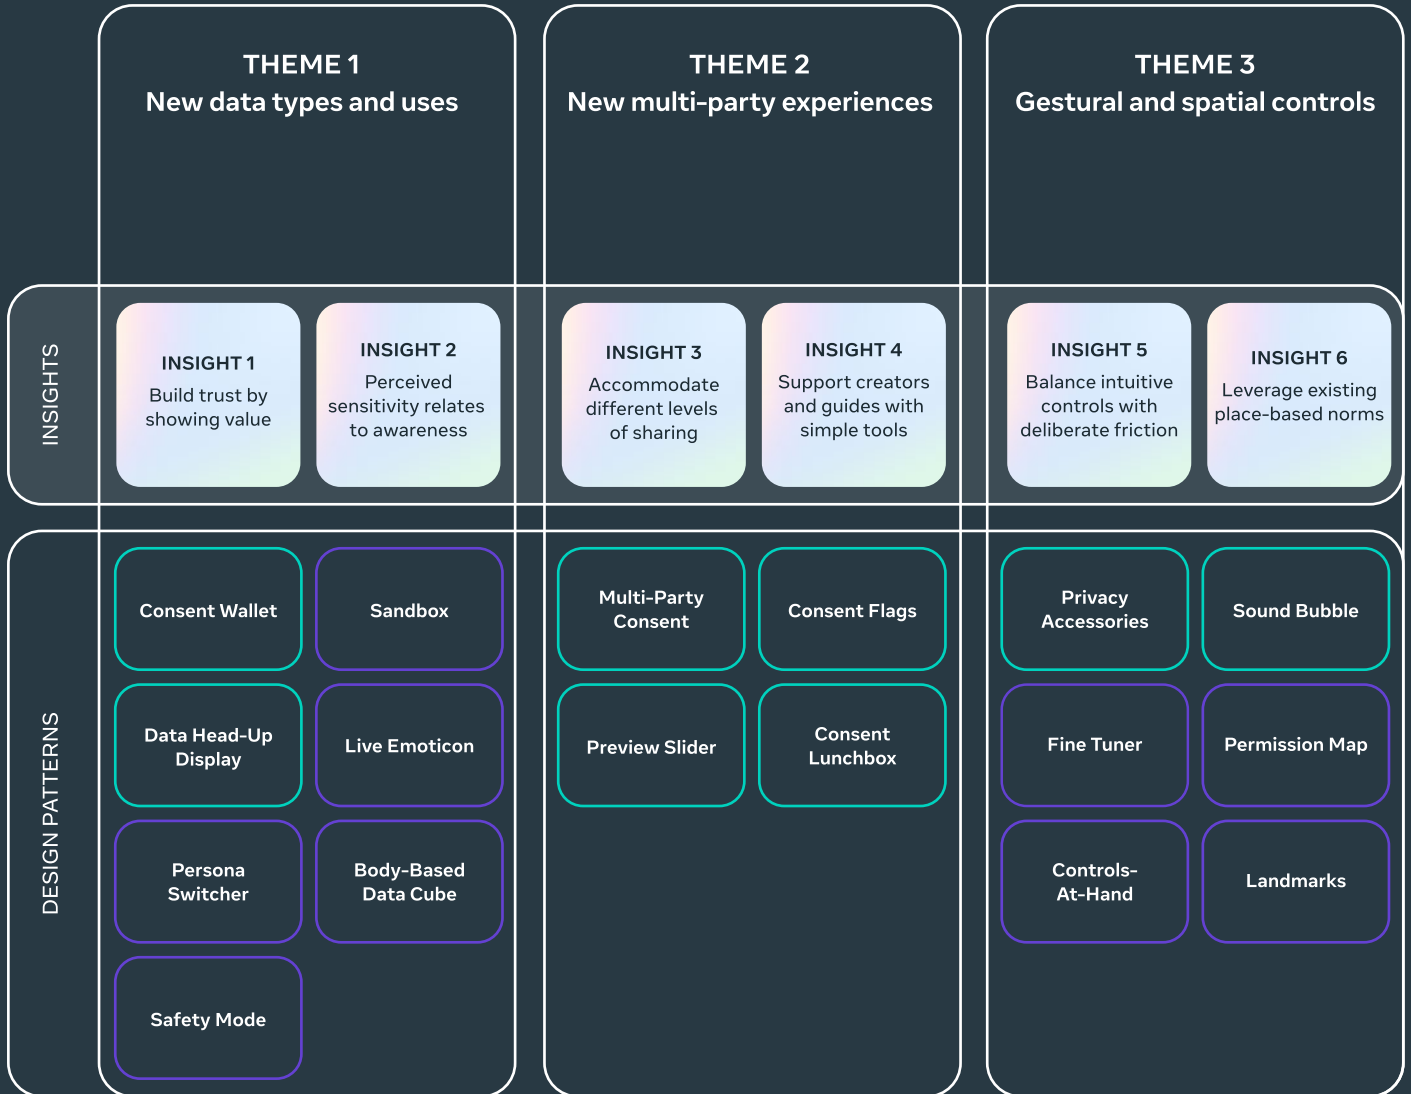 THEME 1
New data types and uses
THEME 2
New multi-party experiences
THEME 3
Gestural and spatial controls
INSIGHTS
INSIGHT 1
Build trust by
showing value
INSIGHT 2
Perceived
sensitivity relates
to awareness
INSIGHT 3
Accommodate
different levels
of sharing
INSIGHT 4
Support creators
and guides with
simple tools
INSIGHT 5
Balance intuitive
controls with
deliberate friction
INSIGHT 6
Leverage existing
place-based norms
DESIGN PATTERNS
Consent Wallet
Sandbox
Multi-Party
Consent
Consent Flags
Privacy
Accessories
Sound Bubble
Data Head-Up
Display
Live Emoticon
Preview Slider
Consent
Lunchbox
Fine Tuner
Permission Map
Persona
Switcher
Body-Based
Data Cube
Controls-
At-Hand
Landmarks
Safety Mode